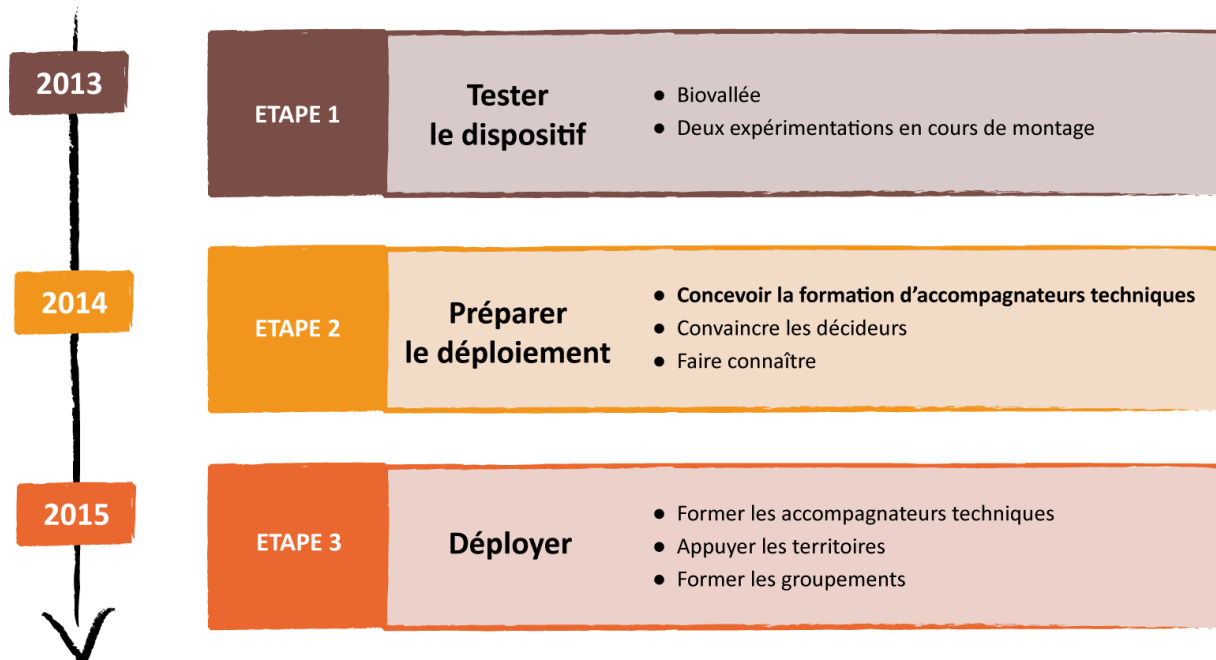 2013
ETAPE 1
Tester
le dispositif
● Biovallée
● Deux expérimentations en cours de montage
2014
ETAPE 2
Préparer
le déploiement
● Concevoir la formation d’accompagnateurs techniques
● Convaincre les décideurs
● Faire connaître
2015
ETAPE 3
Déployer
● Former les accompagnateurs techniques
● Appuyer les territoires
● Former les groupements